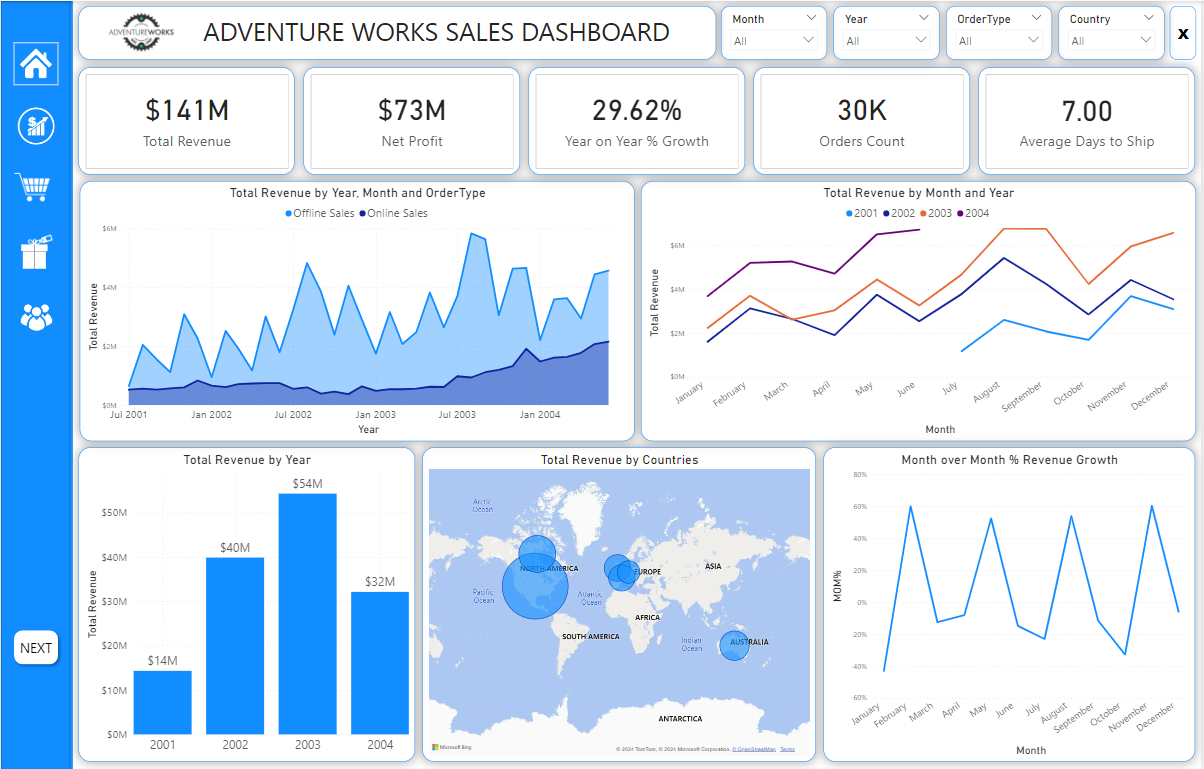 ADVENTUREWORKS
ADVENTURE WORKS SALES DASHBOARD
Month
All
Year
All
OrderType
All
Country
All
X
$141M
Total Revenue
$73M
Net Profit
29.62%
Year on Year % Growth
30K
Orders Count
7.00
Average Days to Ship
Total Revenue by Year, Month and OrderType
Offline Sales Online Sales
Total Revenue
$6M
$4M
$2M
$0M
Jul 2001 Jan 2002 Jul 2002 Jan 2003 Jul 2003 Jan 2004
Year
Total Revenue by Month and Year
2001 2002 2003 2004
Total Revenue
$6M
$4M
$2M
$0M
January February March April May June July August September October November December
Month
NEXT
Total Revenue by Year
Total Revenue
$50M
$40M
$30M
$20M
$10M
$0M
$14M
$40M
$54M
$32M
2001 2002 2003 2004
Total Revenue by Countries
Arctic
Ocean
NORTH AMERICA
EUROPE
ASIA
Pacific
Ocean
Atlantic
Ocean
AFRICA
SOUTH AMERICA
Indian
Ocean
AUSTRALIA
ANTARCTICA
Microsoft Bing
© 2024 TomTom, © 2024 Microsoft Corporation, © OpenStreetMap Terms
Month over Month % Revenue Growth
MOM%
80%
60%
40%
20%
0%
20%
40%
60%
January February March April May June July August September October November December
Month